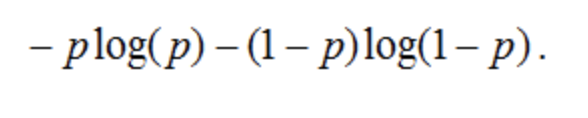 − p log(p) − (1 − p) log(1 − p).